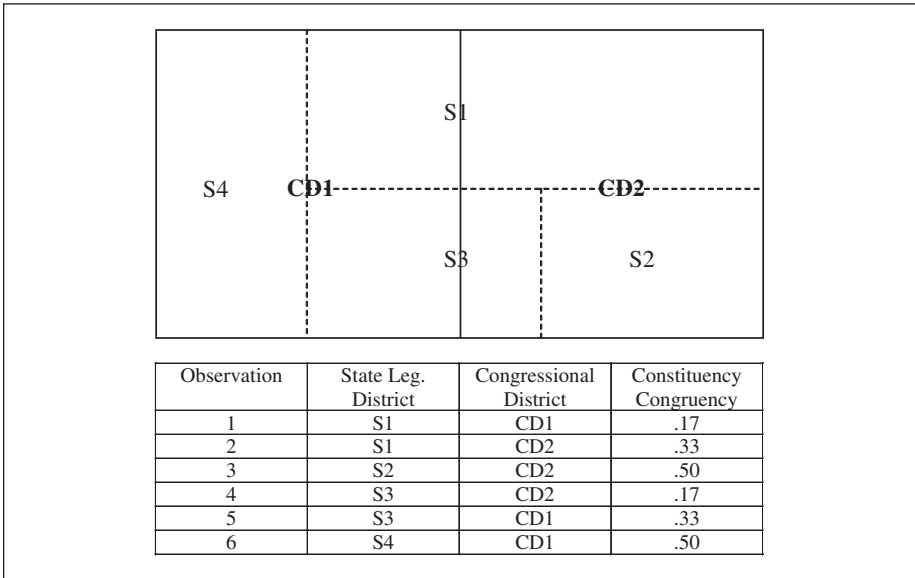 S1
S4 CD1 CD2
S3 S2
Observation State Leg. District Congressional District Constituency Congruency
1 S1 CD1 .17
2 S1 CD2 .33
3 S2 CD2 .50
4 S3 CD2 .17
5 S3 CD1 .33
6 S4 CD1 .50